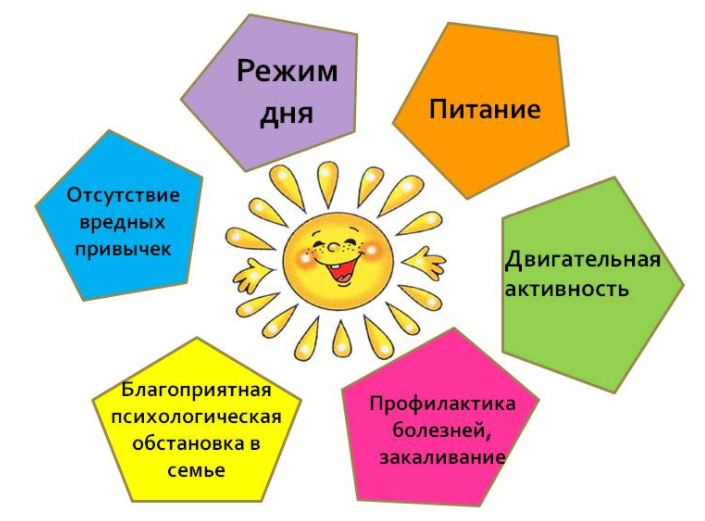 Режим
дня
Питание
Отсутствие
вредных
привычек
Двигательная
активность
Благоприятная
психологическая
обстановка в
семье
Профилактика
болезней,
закаливание